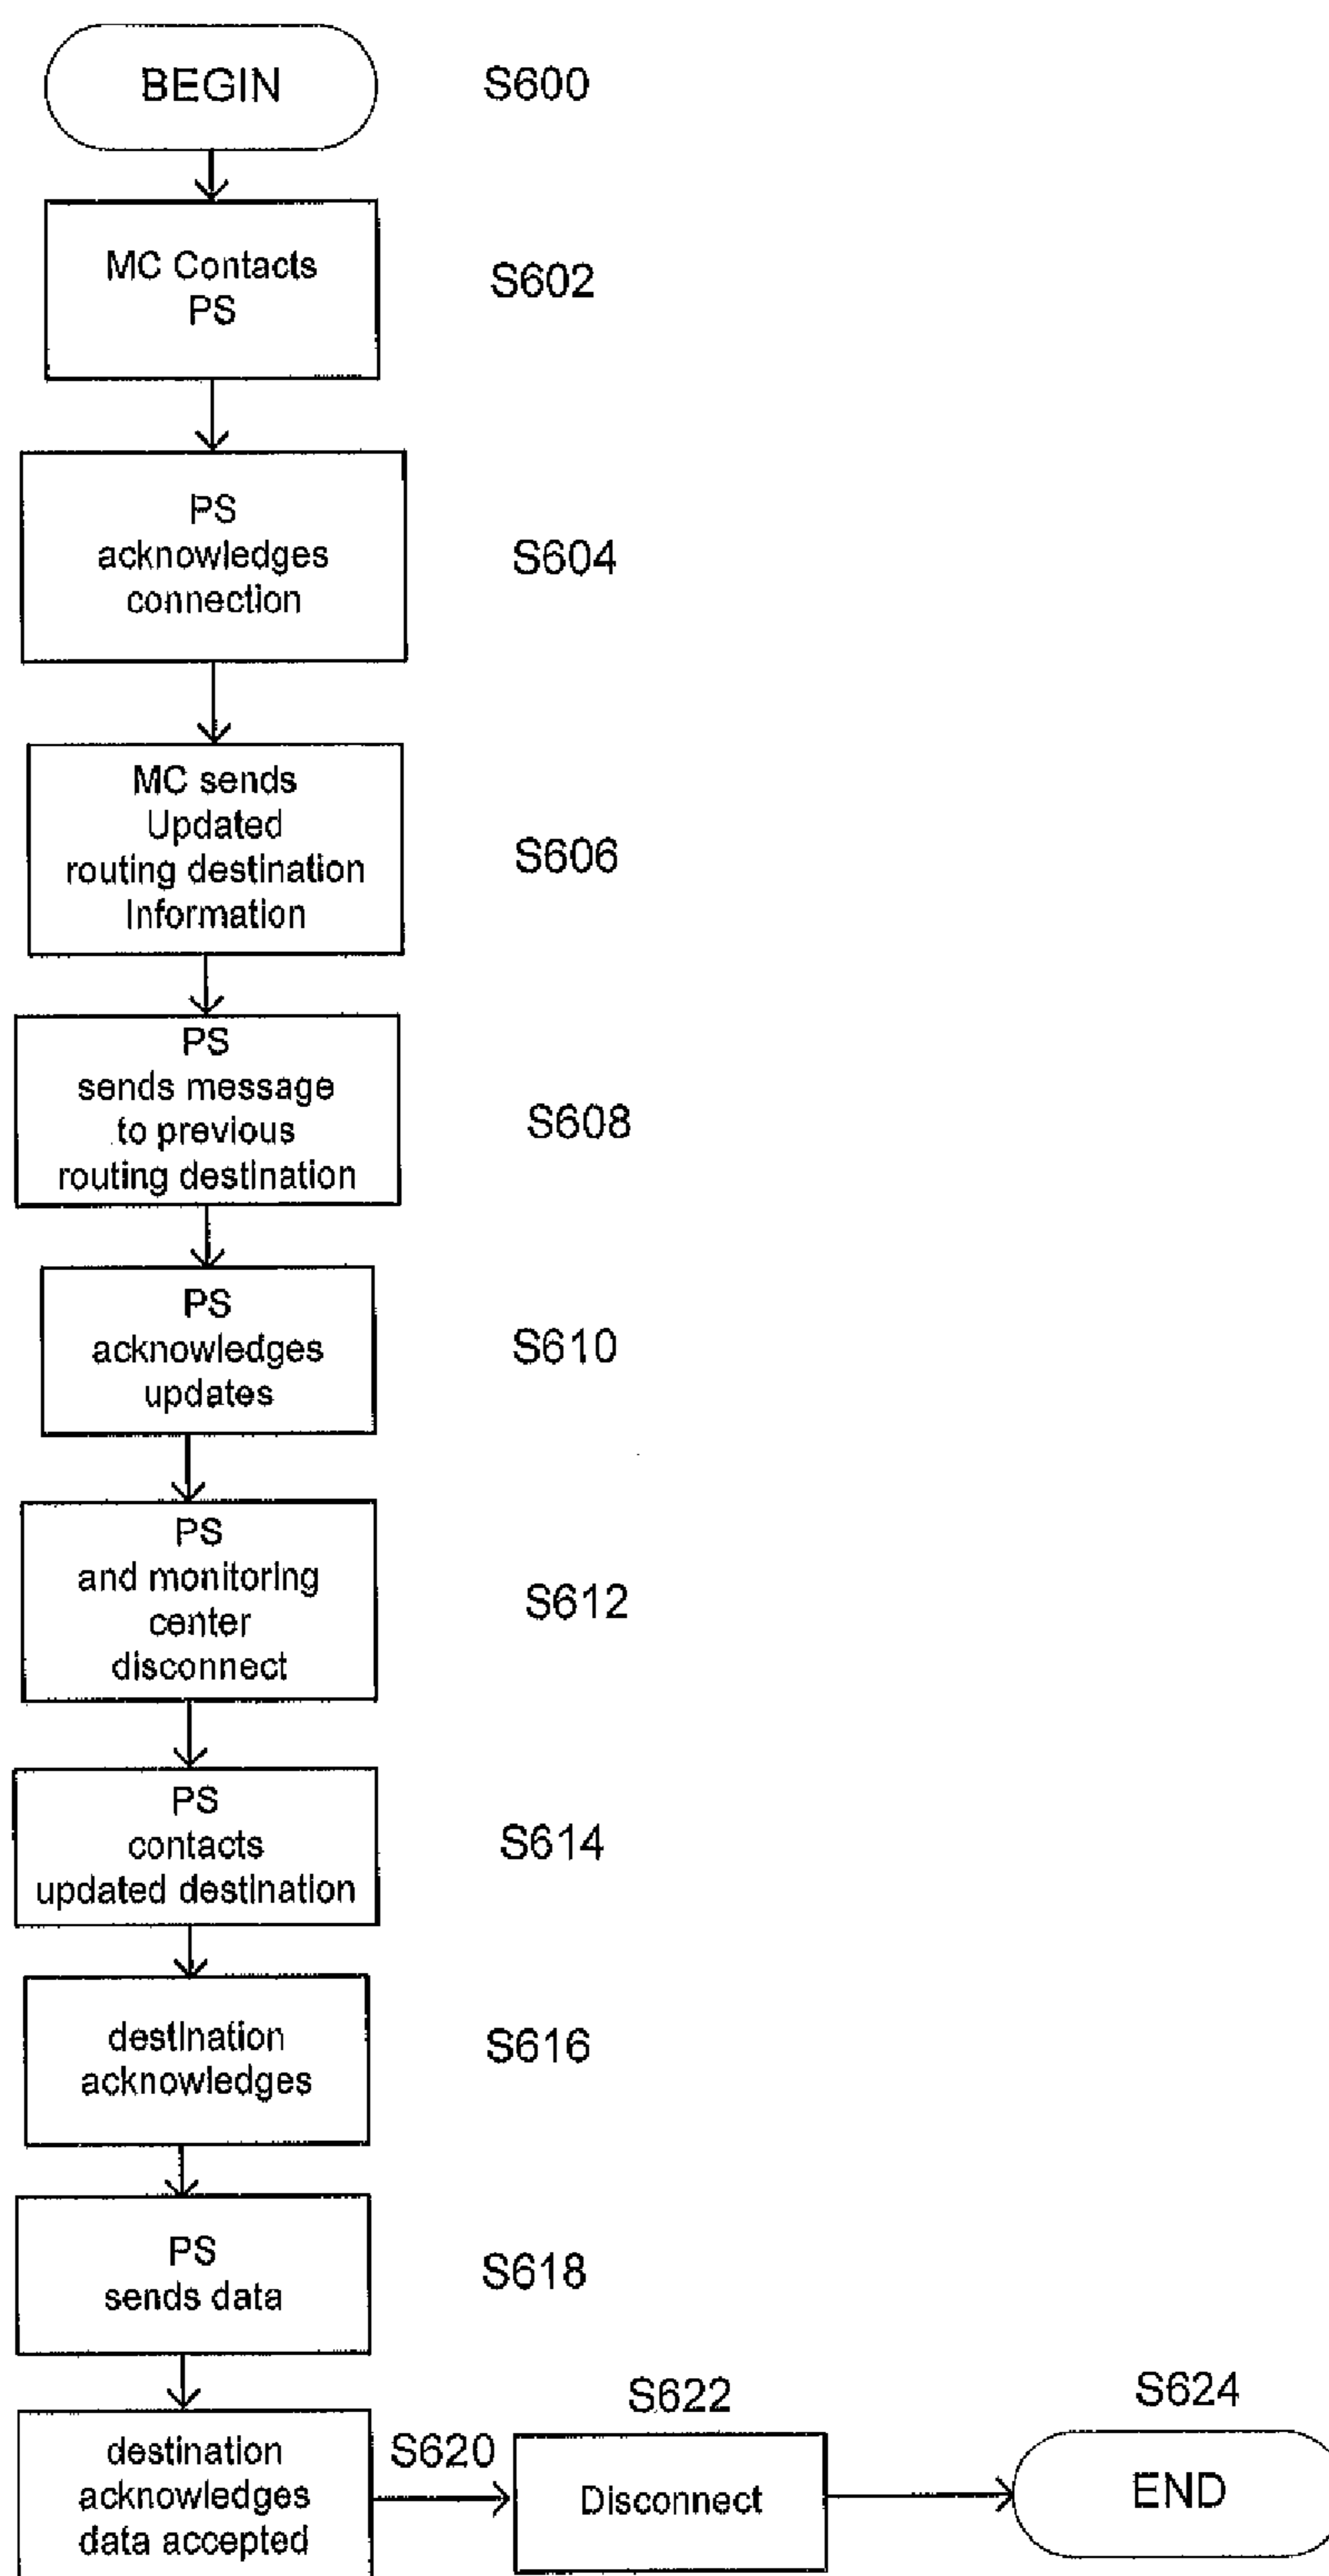 BEGIN
S600
MC Contacts
PS
S602
PS
acknowledges
connection
S604
MC sends
Updated
routing destination
Information
S606
PS
sends message
to previous
routing destination
S608
PS
acknowledges
updates
S610
PS
and monitoring
center
disconnect
S612
PS
contacts
updated destination
S614
destination
acknowledges
S616
PS
sends data
S618
destination
acknowledges
data accepted
S620
S622
Disconnect
S624
END